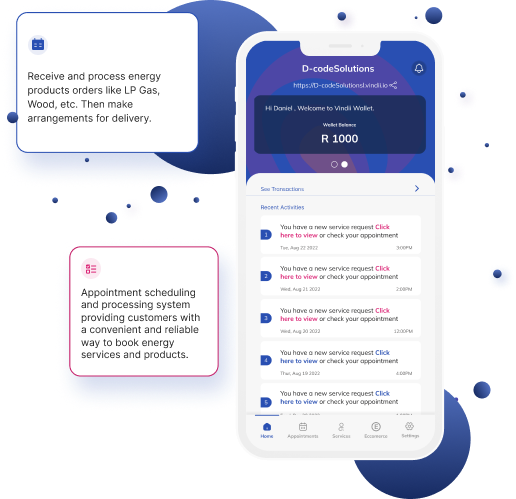 Receive and process energy
products orders like LP Gas,
Wood, etc. Then make
arrangements for delivery.
Appointment scheduling
and processing system
providing customers with
a convenient and reliable
way to book energy
services and products.
D-codeSolutions
https://D-codeSolutionsl.vindii.io
Hi Daniel , Welcome to Vindii Wallet.
Wallet Balance
R 1000
See Transactions
Recent Activities
1
You have a new service request Click
here to view or check your appointment
Tue, Aug 22 2022
2
You have a new service request Click
here to view or check your appointment
Wed, Aug 21 2022
2:00PM
3
You have a new service request Click
here to view or check your appointment
Wed, Aug 20 2022
12:00PM
4
You have a new service request Click
here to view or check your appointment
Thur, Aug 19 2022
4:00PM
5
You have a new service request Click
here to view or check your appointment
Home
Appointments
Services
Ecomerce
Settings